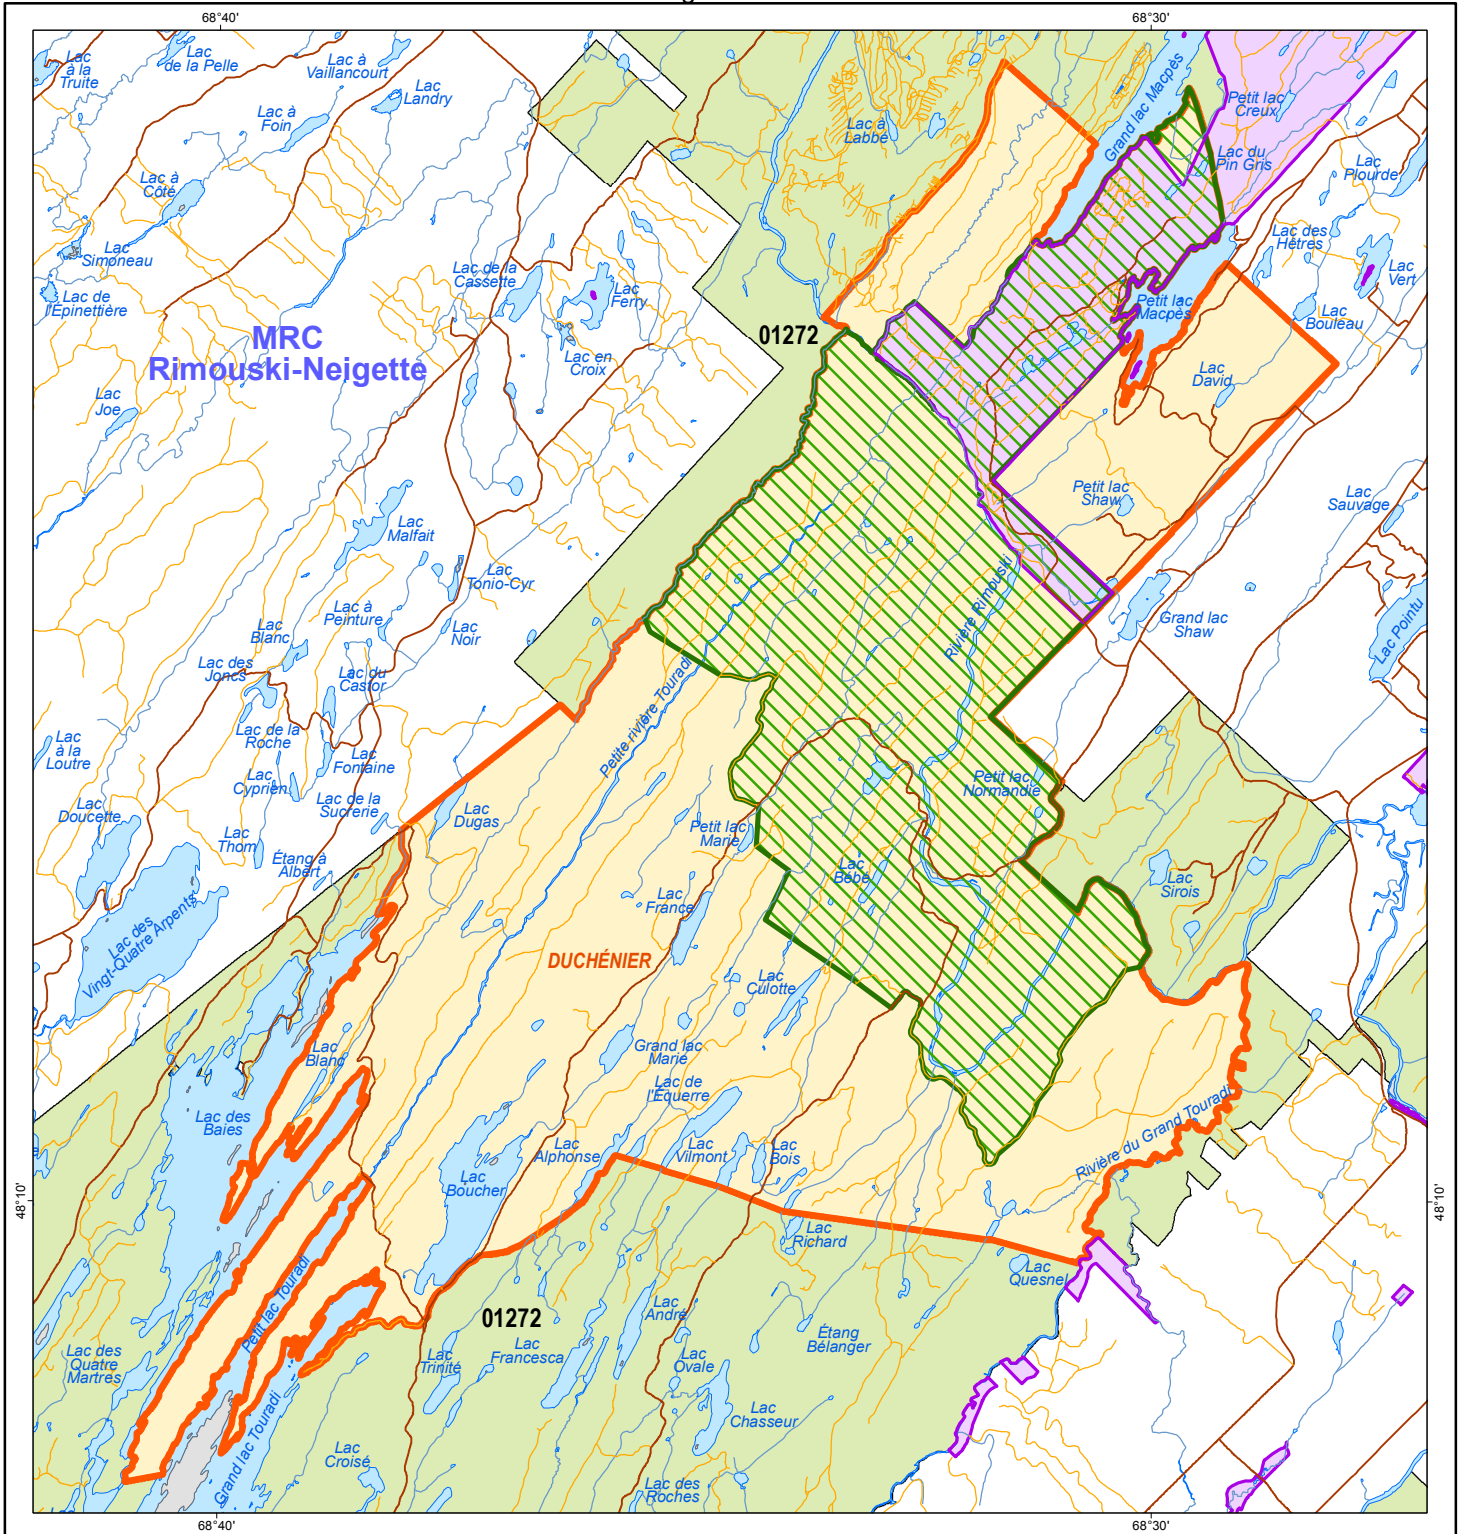 68°40'
68°30'
Lac
à la
Truite
Lac
de la Pelle
Lac à
Vaillancourt
Lac
Landry
Lac à
Foin
Lac à
Labbé
Grand lac Macpès
Petit lac
Creux
Lac du
Pin Gris
Lac
Plourde
Lac à
Côté
Lac
Simoneau
Lac de
l'Épinettière
Lac de la
Cassette
Lac
Ferry
Lac des
Hêtres
Lac
Vert
Petit lac
Macpès
Lac
Bouleau
MRC
Rimouski-Neigette
01272
Lac en
Croix
Lac
David
Lac
Joe
Petit lac
Shaw
Lac
Sauvage
Lac
Malfait
Lac
Tonio-Cyr
Rivière Rimouski
Lac à
Peinture
Lac
Blanc
Lac
Noir
Grand lac
Shaw
Lac Pointu
Lac des
Joncs
Lac du
Castor
Petite rivière Touradi
Lac de la
Roche
Lac
à la
Loutre
Lac
Fontaine
Lac
Cyprien
Lac de la
Sucrerie
Petit lac
Normandie
Lac
Doucette
Lac
Dugas
Lac
Thom
Petit lac
Marie
Étang à
Albert
Lac
Bébé
Lac
Sirois
Lac
France
Lac des
Vingt-Quatre Arpents
DUCHÉNIER
Lac
Culotte
Lac
Blanc
Grand lac
Marie
Lac de
l'Équerre
Lac des
Baies
Rivière du Grand Touradi
Lac
Alphonse
Lac
Vilmont
Lac
Bois
Lac
Boucher
48°10'
48°10'
Lac
Richard
Lac
Quesnel
Petit lac Touradi
01272
Lac
André
Lac des
Quatre
Martres
Lac
Trinité
Lac
Francesca
Étang
Bélanger
Lac
Ovale
Lac
Chasseur
Grand lac Touradi
Lac
Croisé
Lac des
Roches
68°40'
68°30'